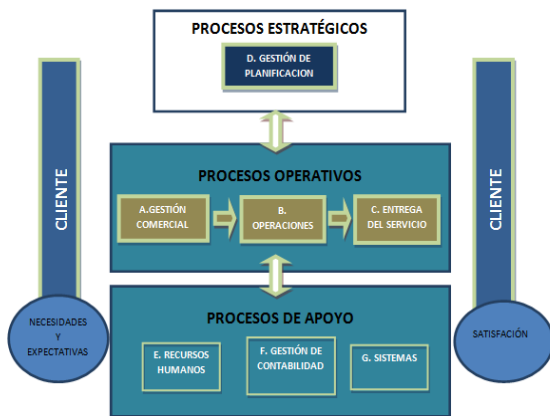 PROCESOS ESTRATÉGICOS
D. GESTIÓN DE
PLANIFICACION
CLIENTE
PROCESOS OPERATIVOS
A.GESTIÓN
COMERCIAL
B.
OPERACIONES
C. ENTREGA
DEL SERVICIO
CLIENTE
NECESIDADES
Y
EXPECTATIVAS
PROCESOS DE APOYO
E. RECURSOS
HUMANOS
F. GESTIÓN DE
CONTABILIDAD
G. SISTEMAS
SATISFACIÓN